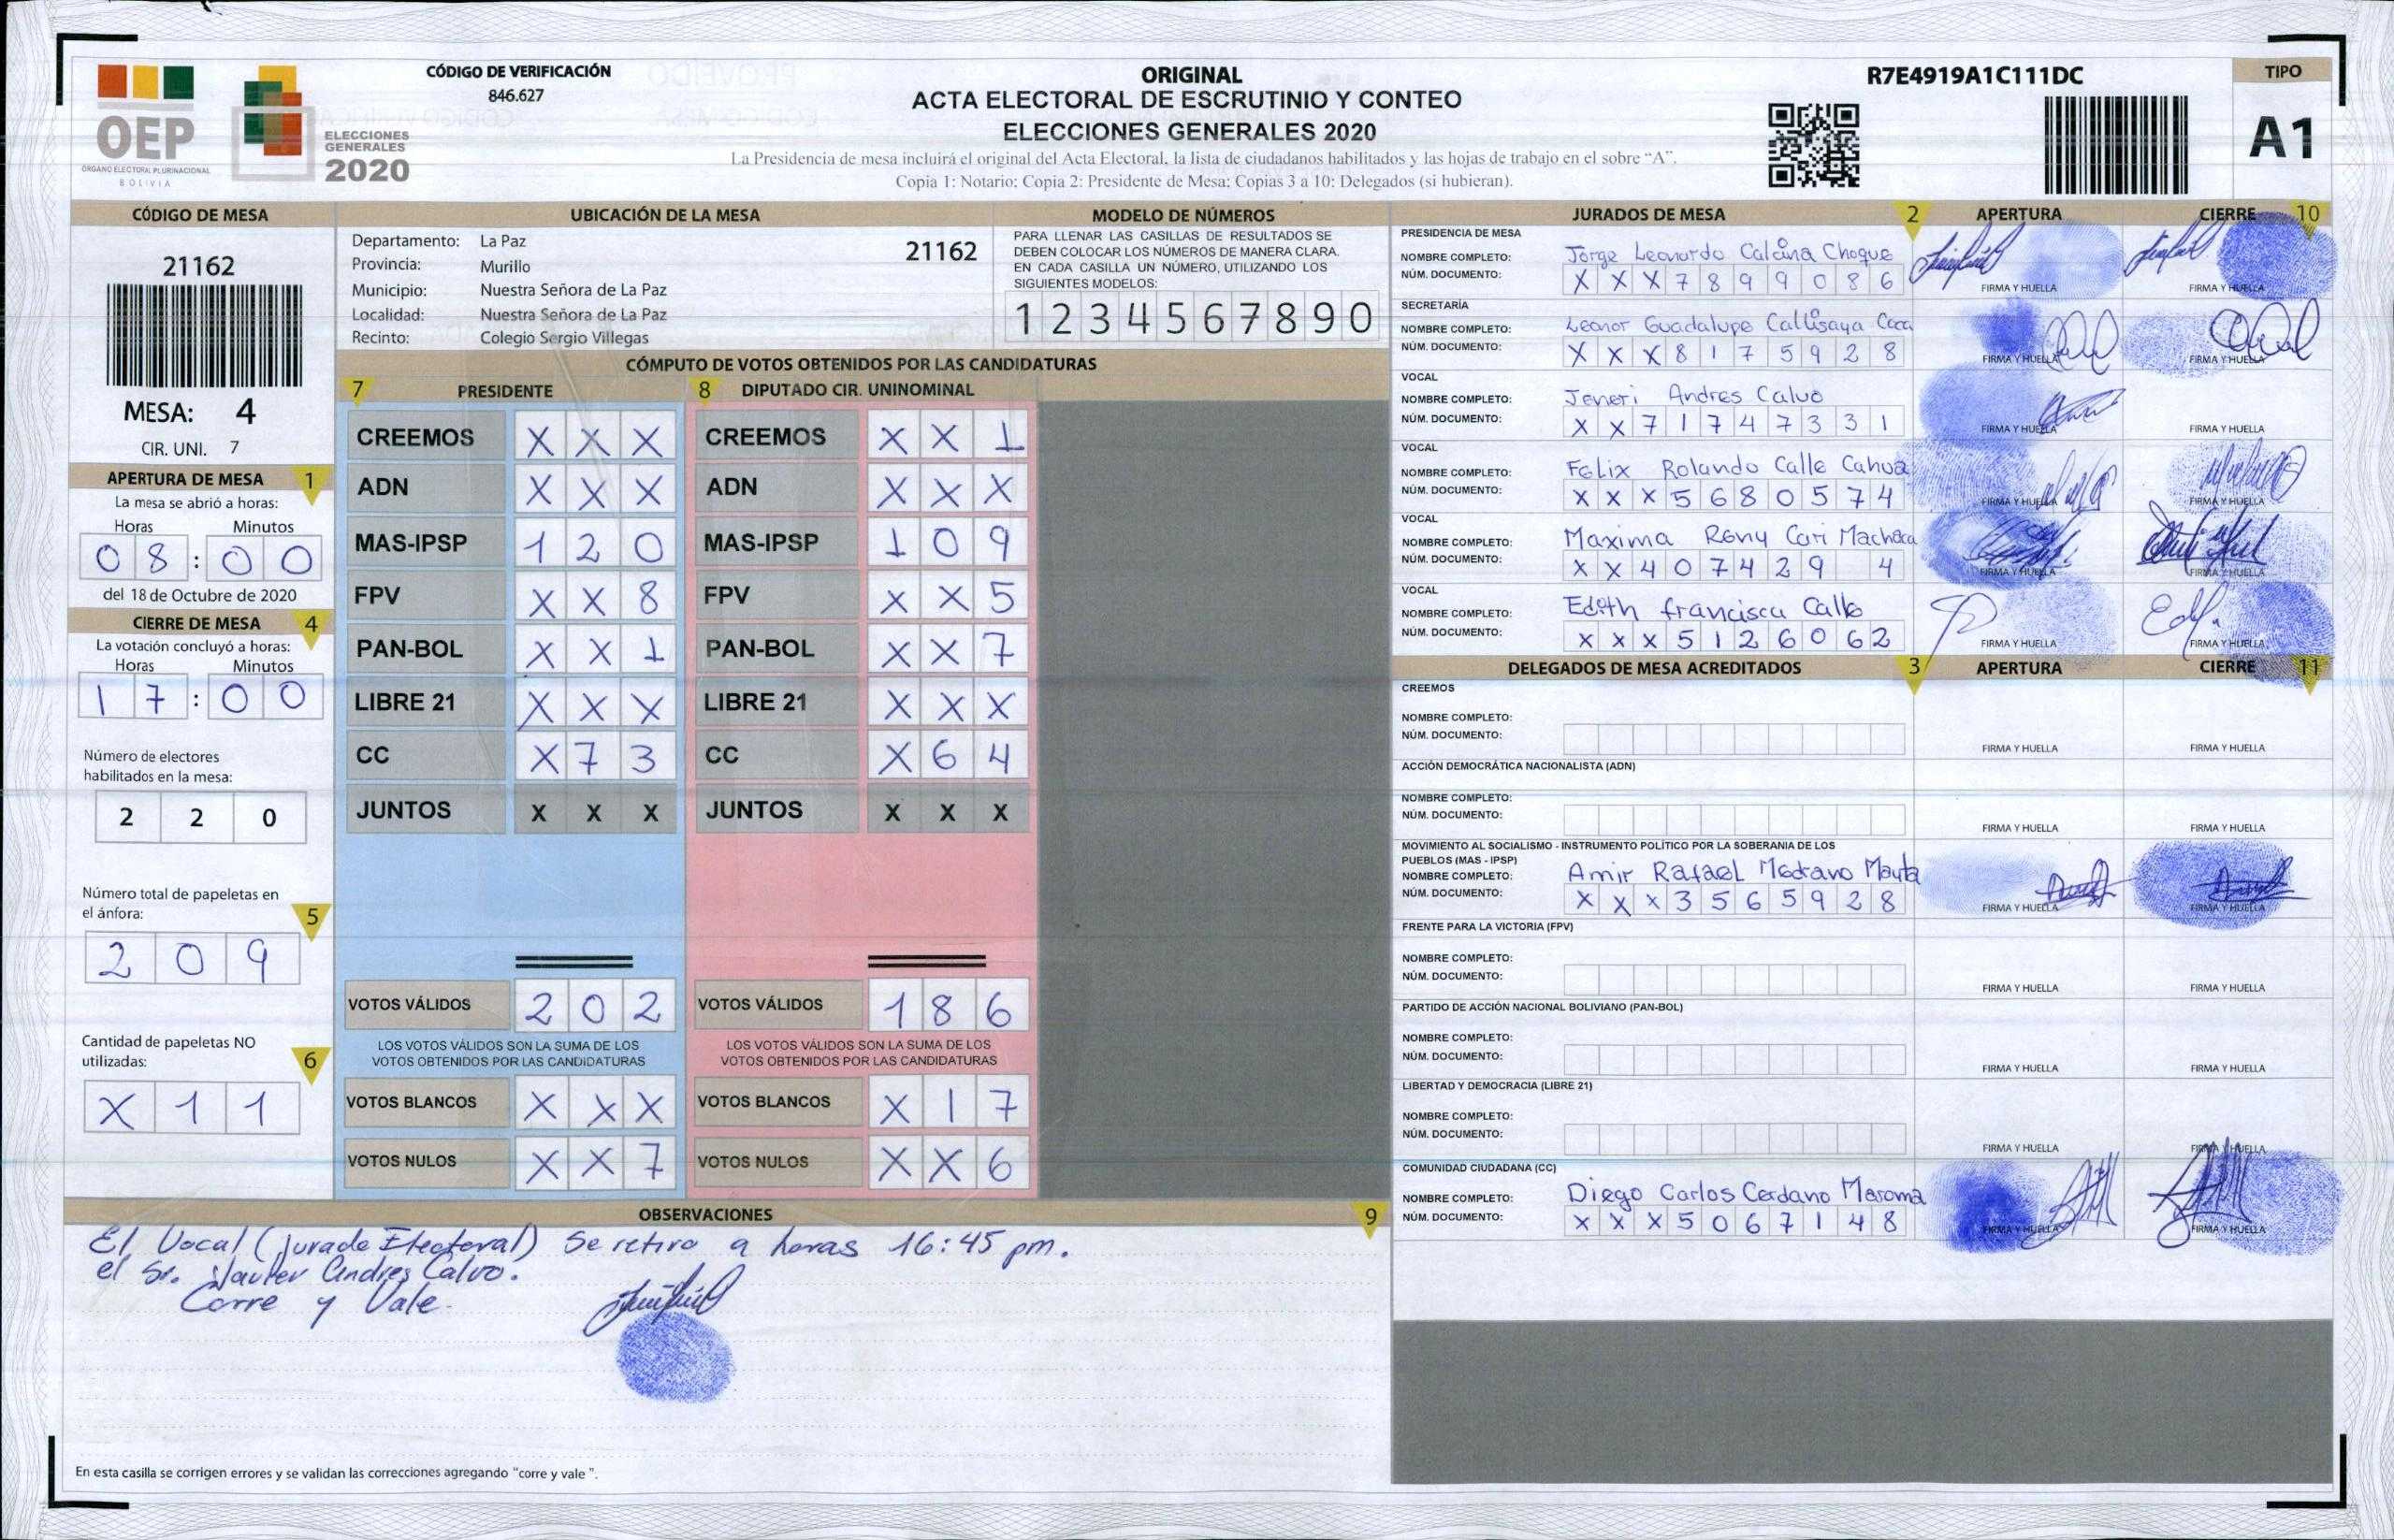 OEP
ÓRGANO ELECTORAL PLURINACIONAL
BOLIVIA
ELECCIONES
GENERALES
2020
CÓDIGO DE VERIFICACIÓN
846.627
ORIGINAL
ACTA ELECTORAL DE ESCRUTINIO Y CONTEO
ELECCIONES GENERALES 2020
La Presidencia de mesa incluirá el original del Acta Electoral, la lista de ciudadanos habilitados y las hojas de trabajo en el sobre “A”.
Copia 1: Notario; Copia 2: Presidente de Mesa; Copias 3 a 10: Delegados (si hubieran).
R7E4919A1C111DC
TIPO
A1
CÓDIGO DE MESA
21162
MESA: 4
CIR. UNI. 7
APERTURA DE MESA 1
La mesa se abrió a horas:
Horas Minutos
0 8 : 0 0
del 18 de Octubre de 2020
CIERRE DE MESA 4
La votación concluyó a horas:
Horas Minutos
1 7 : 0 0
Número de electores
habilitados en la mesa:
2 2 0
Número total de papeletas en
el ánfora: 5
2 0 9
Cantidad de papeletas NO
utilizadas: 6
X 1 1
UBICACIÓN DE LA MESA
Departamento: La Paz 21162
Provincia: Murillo
Municipio: Nuestra Señora de La Paz
Localidad: Nuestra Señora de La Paz
Recinto: Colegio Sergio Villegas
MODELO DE NÚMEROS
PARA LLENAR LAS CASILLAS DE RESULTADOS SE
DEBEN COLOCAR LOS NÚMEROS DE MANERA CLARA.
EN CADA CASILLA UN NÚMERO, UTILIZANDO LOS
SIGUIENTES MODELOS:
1 2 3 4 5 6 7 8 9 0
CÓMPUTO DE VOTOS OBTENIDOS POR LAS CANDIDATURAS
7 PRESIDENTE 8 DIPUTADO CIR. UNINOMINAL
CREEMOS X X X CREEMOS X X 1
ADN X X X ADN X X X
MAS-IPSP 1 2 0 MAS-IPSP 1 0 9
FPV X X 8 FPV X X 5
PAN-BOL X X 1 PAN-BOL X X 7
LIBRE 21 X X X LIBRE 21 X X X
CC X 7 3 CC X 6 4
JUNTOS X X X JUNTOS X X X
VOTOS VÁLIDOS 2 0 2 VOTOS VÁLIDOS 1 8 6
LOS VOTOS VÁLIDOS SON LA SUMA DE LOS LOS VOTOS VÁLIDOS SON LA SUMA DE LOS
VOTOS OBTENIDOS POR LAS CANDIDATURAS VOTOS OBTENIDOS POR LAS CANDIDATURAS
VOTOS BLANCOS X X X VOTOS BLANCOS X 1 7
VOTOS NULOS X X 7 VOTOS NULOS X X 6
OBSERVACIONES 9
El Vocal (jurado Electoral) Se retiro a horas 16:45 pm.
el Sr. Andres Calvo.
Corre y Vale.
En esta casilla se corrigen errores y se validan las correcciones agregando “corre y vale ”.
JURADOS DE MESA 2 APERTURA CIERRE 10
PRESIDENCIA DE MESA
NOMBRE COMPLETO: Jorge Leonardo Calcina Choque
NÚM. DOCUMENTO: X X X 7 8 9 9 0 8 6
FIRMA Y HUELLA FIRMA Y HUELLA
SECRETARÍA
NOMBRE COMPLETO: Leonor Guadalupe Callisaya
NÚM. DOCUMENTO: X X X 8 1 7 5 9 2 8
FIRMA Y HUELLA FIRMA Y HUELLA
VOCAL
NOMBRE COMPLETO: Andres Calvo
NÚM. DOCUMENTO: X X 7 1 7 4 7 3 3 1
FIRMA Y HUELLA FIRMA Y HUELLA
VOCAL
NOMBRE COMPLETO: Felix Rolando Calle Cahua
NÚM. DOCUMENTO: X X X 5 6 8 0 5 7 4
FIRMA Y HUELLA FIRMA Y HUELLA
VOCAL
NOMBRE COMPLETO: Maxima Reny Cari Machaca
NÚM. DOCUMENTO: X X 4 0 7 4 2 9 4
FIRMA Y HUELLA FIRMA Y HUELLA
VOCAL
NOMBRE COMPLETO: Edith francisca Calle
NÚM. DOCUMENTO: X X X 5 1 2 6 0 6 2
FIRMA Y HUELLA FIRMA Y HUELLA
DELEGADOS DE MESA ACREDITADOS 3 APERTURA CIERRE 11
CREEMOS
NOMBRE COMPLETO:
NÚM. DOCUMENTO:
FIRMA Y HUELLA FIRMA Y HUELLA
ACCIÓN DEMOCRÁTICA NACIONALISTA (ADN)
NOMBRE COMPLETO:
NÚM. DOCUMENTO:
FIRMA Y HUELLA FIRMA Y HUELLA
MOVIMIENTO AL SOCIALISMO - INSTRUMENTO POLÍTICO POR LA SOBERANIA DE LOS
PUEBLOS (MAS - IPSP)
NOMBRE COMPLETO: Amir Rafael Medrano Mayta
NÚM. DOCUMENTO: X X X 3 5 6 5 9 2 8
FIRMA Y HUELLA FIRMA Y HUELLA
FRENTE PARA LA VICTORIA (FPV)
NOMBRE COMPLETO:
NÚM. DOCUMENTO:
FIRMA Y HUELLA FIRMA Y HUELLA
PARTIDO DE ACCIÓN NACIONAL BOLIVIANO (PAN-BOL)
NOMBRE COMPLETO:
NÚM. DOCUMENTO:
FIRMA Y HUELLA FIRMA Y HUELLA
LIBERTAD Y DEMOCRACIA (LIBRE 21)
NOMBRE COMPLETO:
NÚM. DOCUMENTO:
FIRMA Y HUELLA FIRMA Y HUELLA
COMUNIDAD CIUDADANA (CC)
NOMBRE COMPLETO: Diego Carlos Cerdano Maroma
NÚM. DOCUMENTO: X X X 5 0 6 7 1 4 8
FIRMA Y HUELLA FIRMA Y HUELLA